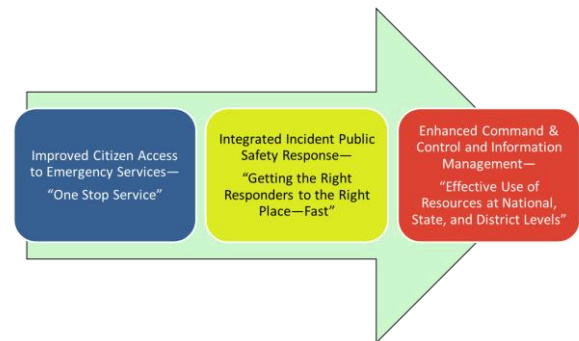 Improved Citizen Access
to Emergency Services—
“One Stop Service”
Integrated Incident Public
Safety Response—
“Getting the Right
Responders to the Right
Place—Fast”
Enhanced Command &
Control and Information
Management—
“Effective Use of
Resources at National,
State, and District Levels”